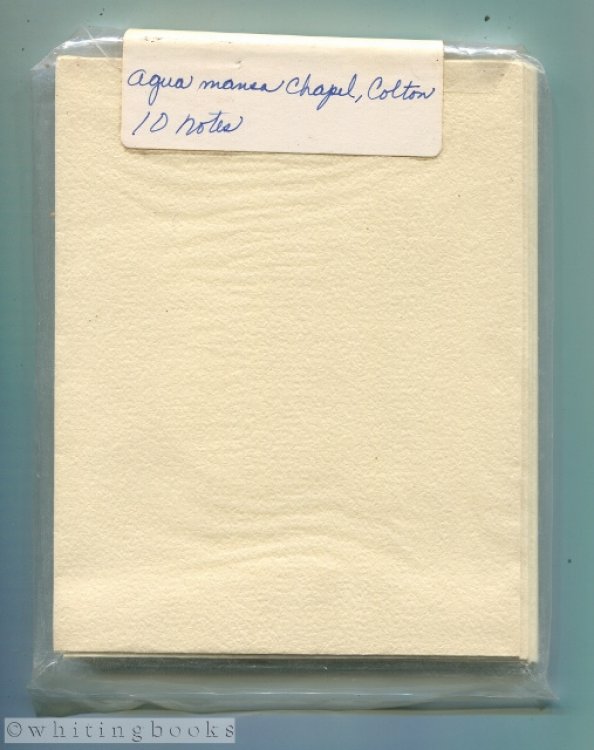 Agua mansa Chapel, Colton
10 notes
©whitingbooks